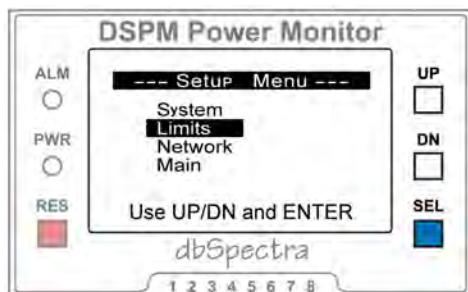 DSPM Power Monitor
ALM
PWR
RES
--- Setup Menu ---
System
Limits
Network
Main
Use UP/DN and ENTER
UP
DN
SEL
dbSpectra
1 2 3 4 5 6 7 8